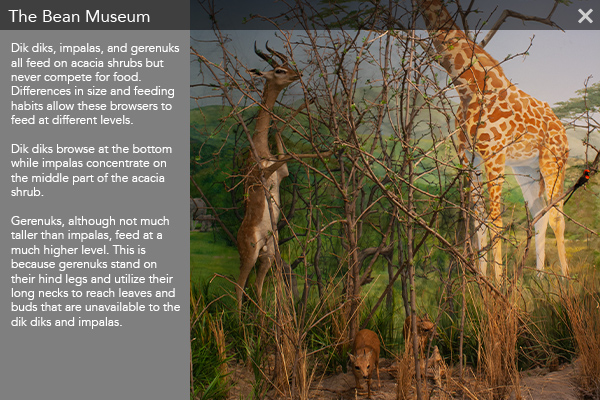 The Bean Museum
Dik diks, impalas, and gerenuks
all feed on acacia shrubs but
never compete for food.
Differences in size and feeding
habits allow these browsers to
feed at different levels.
Dik diks browse at the bottom
while impalas concentrate on
the middle part of the acacia
shrub.
Gerenuks, although not much
taller than impalas, feed at a
much higher level. This is
because gerenuks stand on
their hind legs and utilize their
long necks to reach leaves and
buds that are unavailable to the
dik diks and impalas.